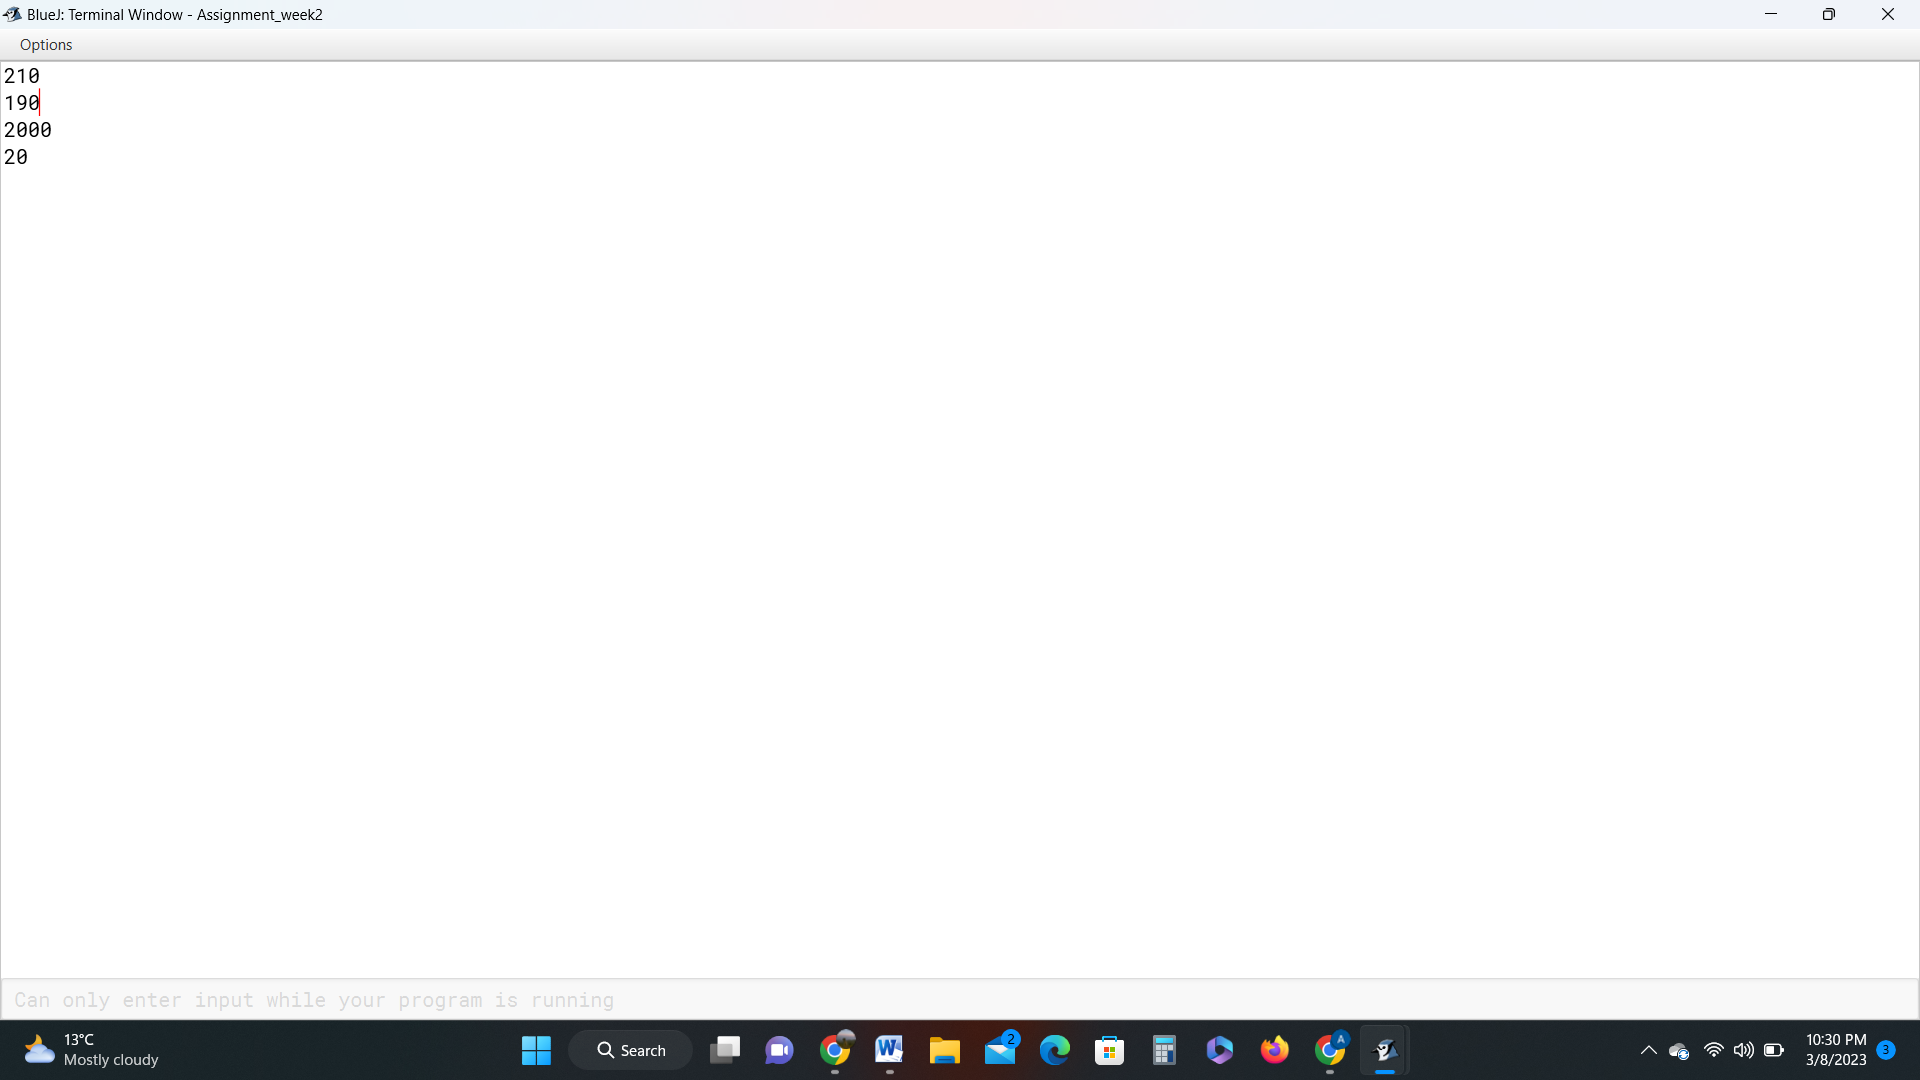 BlueJ: Terminal Window - Assignment_week2
Options
210
190
2000
20
Can only enter input while your program is running
13°C
Mostly cloudy
Search
2
A
10:30 PM
3/8/2023
3